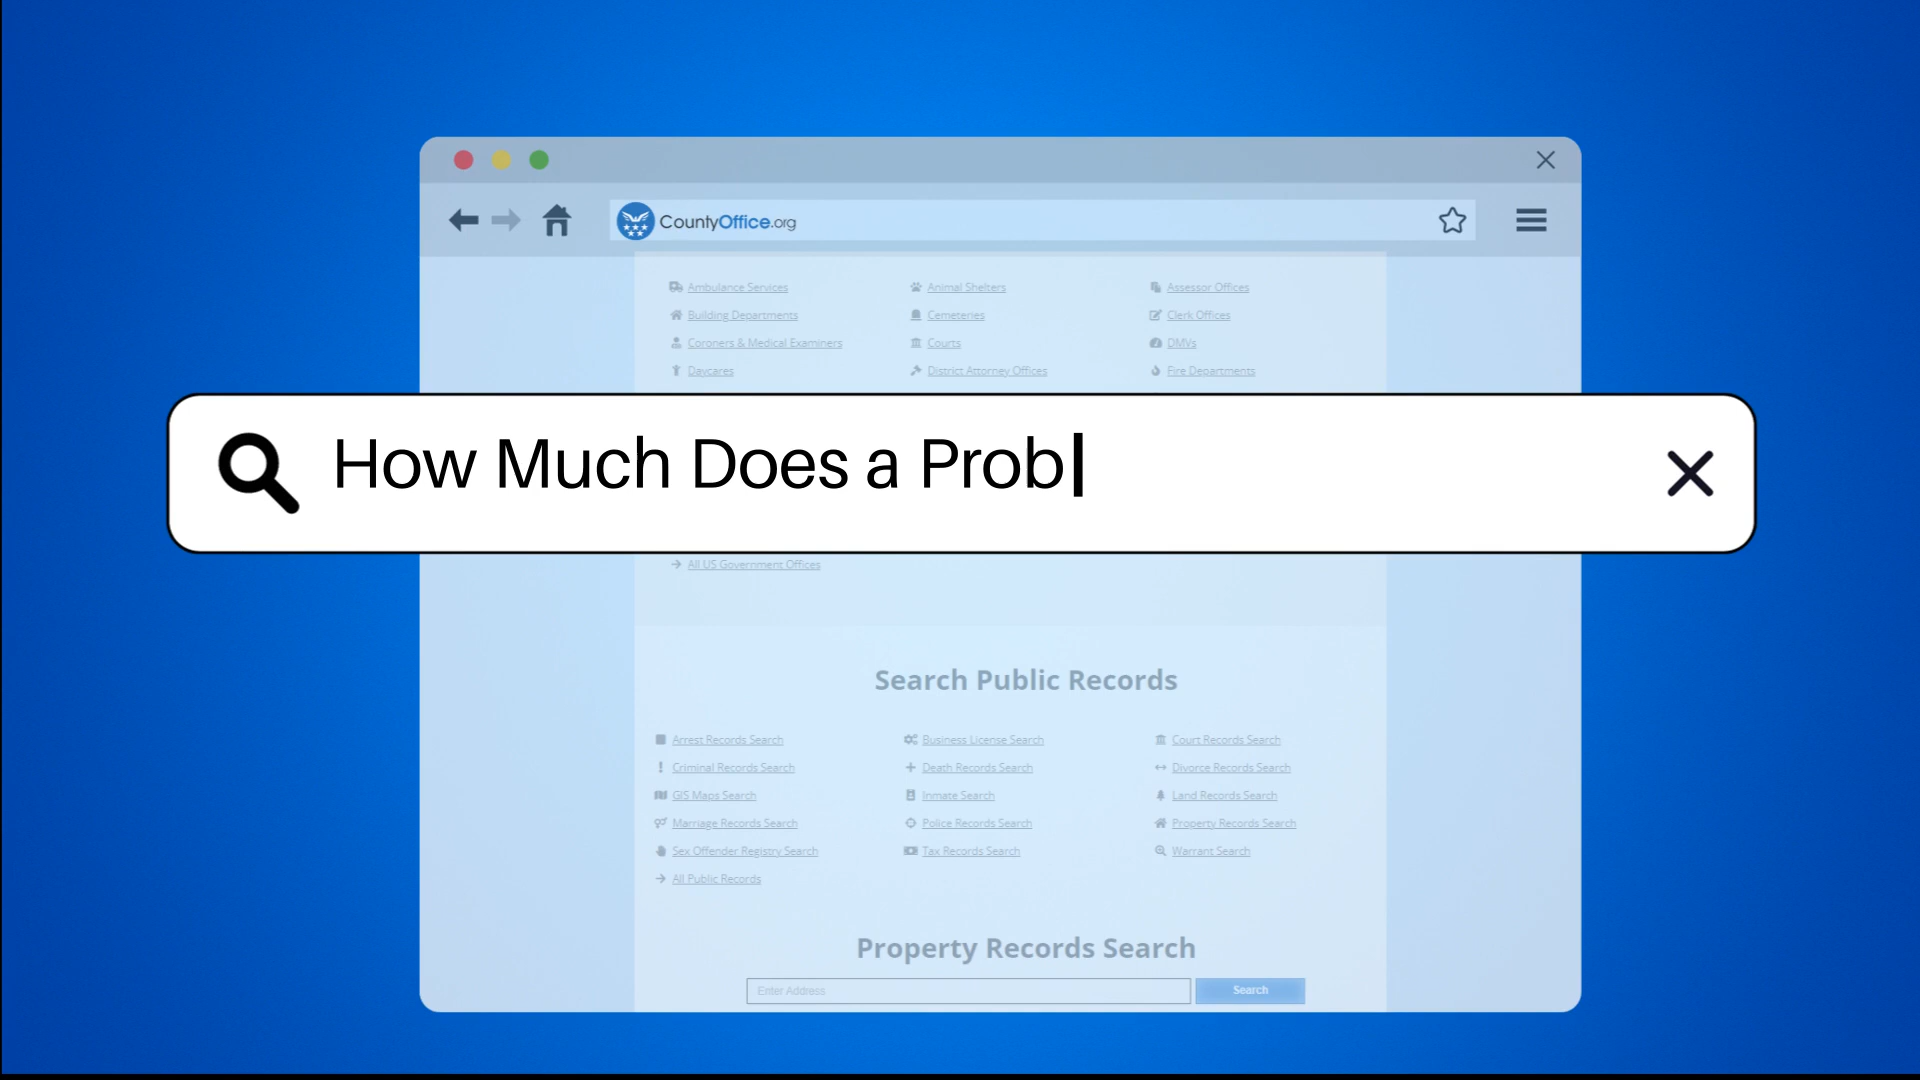 CountyOffice.org
Ambulance Services Animal Shelters Assessor Offices
Building Departments Cemeteries Clerk Offices
Coroners & Medical Examiners Courts DMVs
Daycares District Attorney Offices Fire Departments
How Much Does a Prob
All US Government Offices
Search Public Records
Arrest Records Search Business License Search Court Records Search
Criminal Records Search Death Records Search Divorce Records Search
GIS Maps Search Inmate Search Land Records Search
Marriage Records Search Police Records Search Property Records Search
Sex Offender Registry Search Tax Records Search Warrant Search
All Public Records
Property Records Search
Enter Address Search